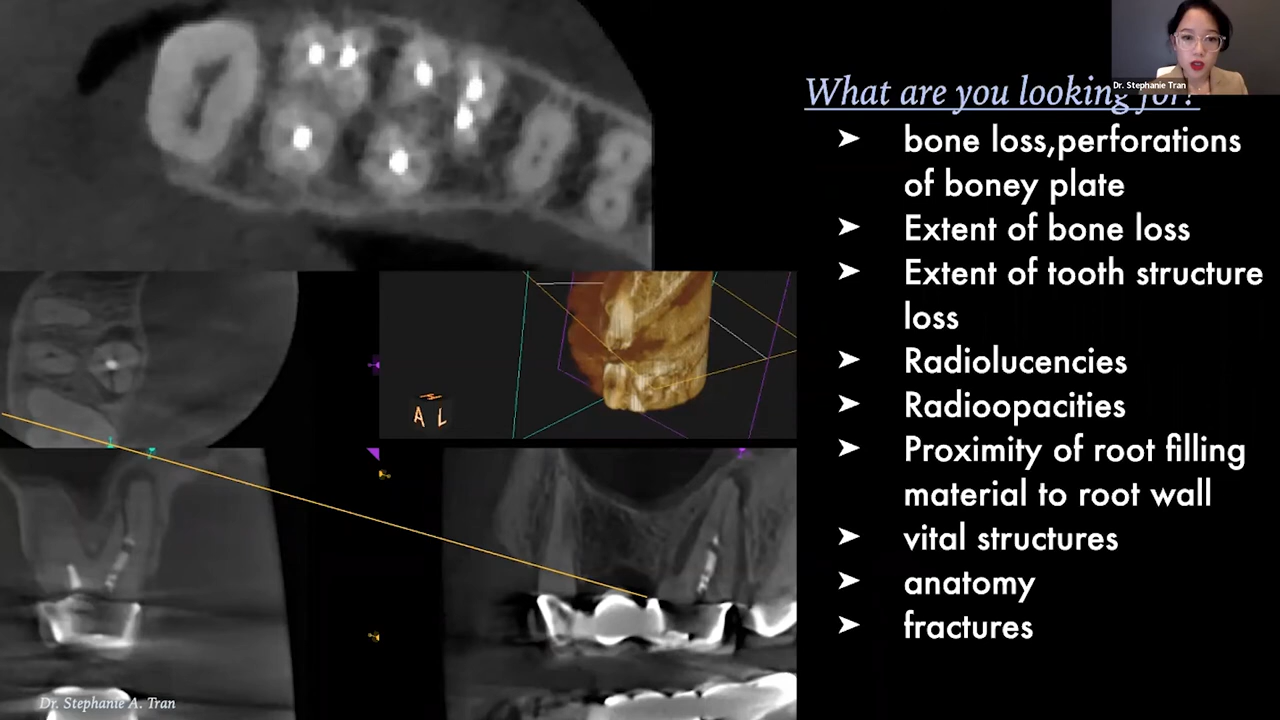 Dr. Stephanie Tran
What are you looking for?
➤ bone loss,perforations
of boney plate
➤ Extent of bone loss
➤ Extent of tooth structure
loss
➤ Radiolucencies
➤ Radioopacities
➤ Proximity of root filling
material to root wall
➤ vital structures
➤ anatomy
➤ fractures
A L
Dr. Stephanie A. Tran